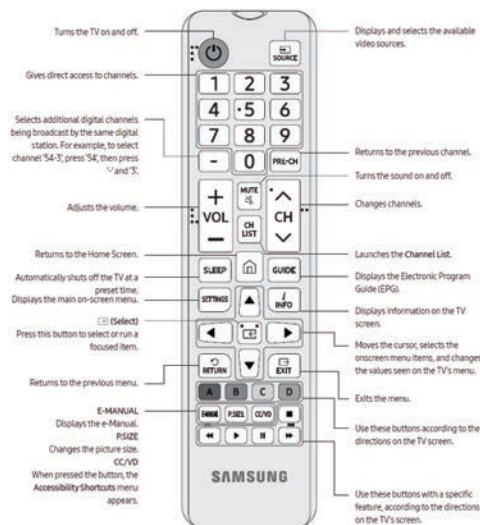 Turns the TV on and off.
Gives direct access to channels.
Selects additional digital channels
being broadcast by the same digital
station. For example, to select
channel '54-3', press '54', then press
'-' and '3'.
Adjusts the volume.
Returns to the Home Screen.
Automatically shuts off the TV at a
preset time.
Displays the main on-screen menu.
(Select)
Press this button to select or run a
focused item.
Returns to the previous menu.
E-MANUAL
Displays the e-Manual.
P.SIZE
Changes the picture size.
CC/VD
When pressed the button, the
Accessibility Shortcuts menu
appears.
SOURCE
1 2 3
4 5 6
7 8 9
- 0 PRE-CH
+ MUTE
VOL CH
CH
LIST
SLEEP GUIDE
SETTINGS i
INFO
RETURN EXIT
A B C D
E-MANUAL P.SIZE CC/VD
SAMSUNG
Displays and selects the available
video sources.
Returns to the previous channel.
Turns the sound on and off.
Changes channels.
Launches the Channel List.
Displays the Electronic Program
Guide (EPG).
Displays information on the TV
screen.
Moves the cursor, selects the
onscreen menu items, and changes
the values seen on the TV's menu.
Exits the menu.
Use these buttons according to the
directions on the TV screen.
Use these buttons with a specific
feature, according to the directions
on the TV's screen.